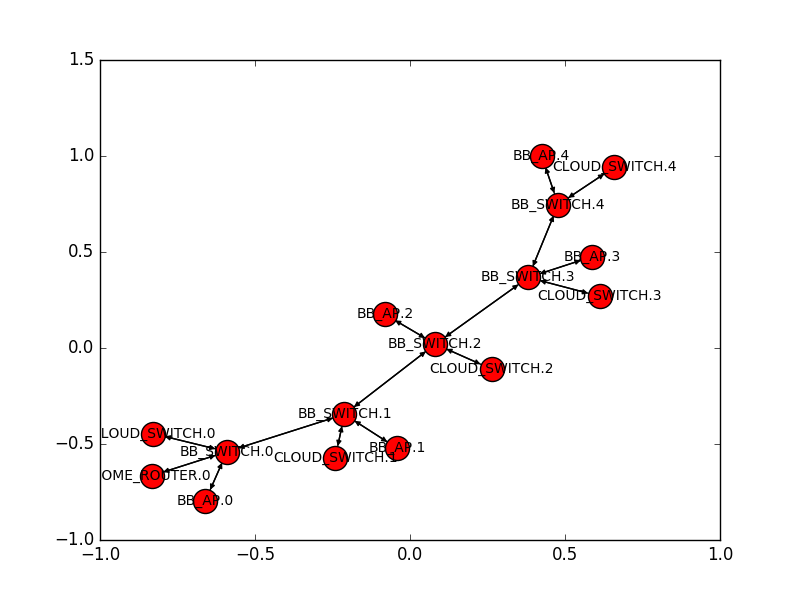 1.5
1.0
0.5
0.0
−0.5
−1.0
BB_AP.4
CLOUD_SWITCH.4
BB_SWITCH.4
BB_AP.3
BB_SWITCH.3
CLOUD_SWITCH.3
BB_AP.2
BB_SWITCH.2
CLOUD_SWITCH.2
BB_SWITCH.1
LOUD_SWITCH.0
BB_SWITCH.0
BB_AP.1
CLOUD_SWITCH.1
OME_ROUTER.0
BB_AP.0
−1.0 −0.5 0.0 0.5 1.0